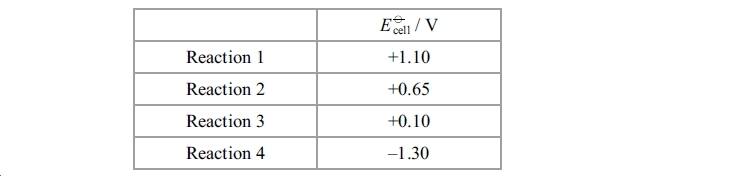 E⦵cell / V
Reaction 1 +1.10
Reaction 2 +0.65
Reaction 3 +0.10
Reaction 4 –1.30